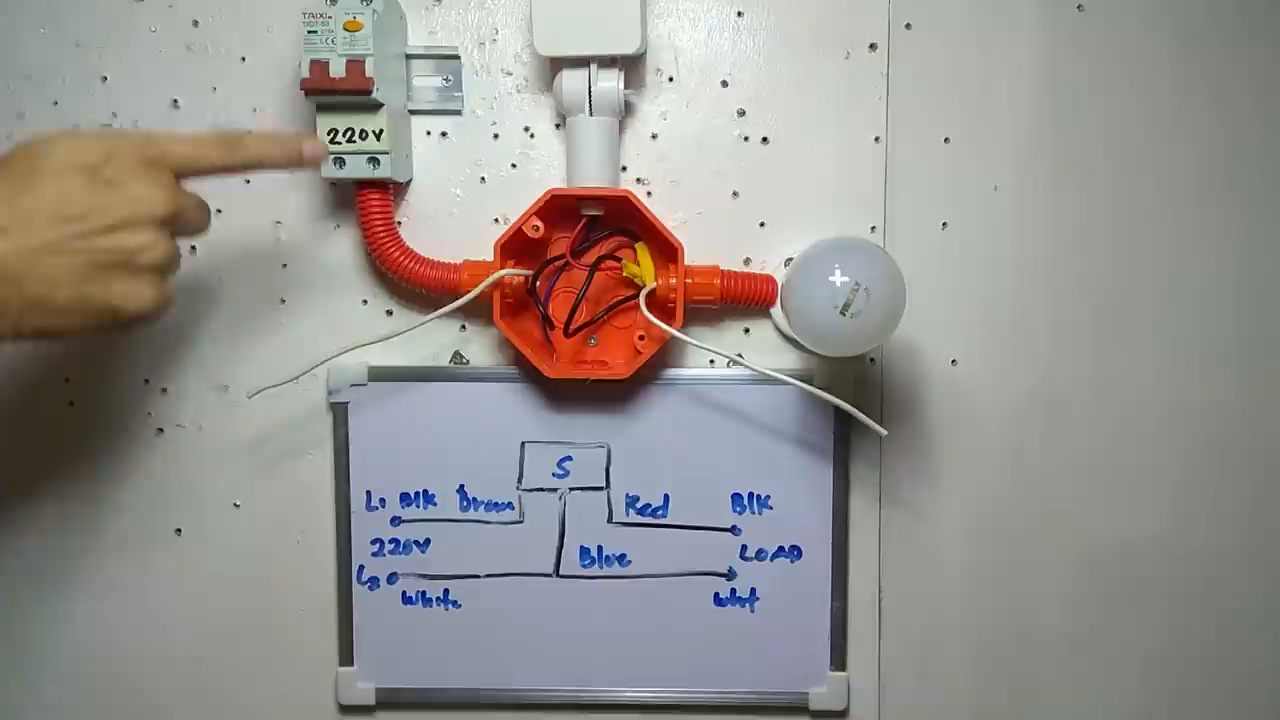 TAIXI
220V
S
L1 Blk Brown Red Blk
220V LOAD
L2 Blue
White Wht